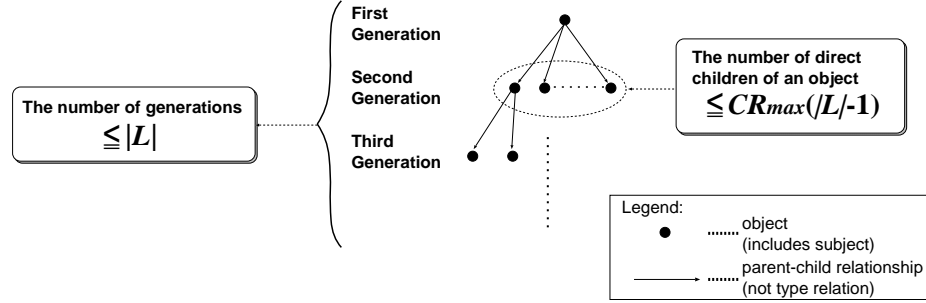 First
Generation
Second
Generation
Third
Generation
The number of generations
≦|L|
The number of direct
children of an object
≦CRmax(/L/-1)
Legend:
object
(includes subject)
parent-child relationship
(not type relation)